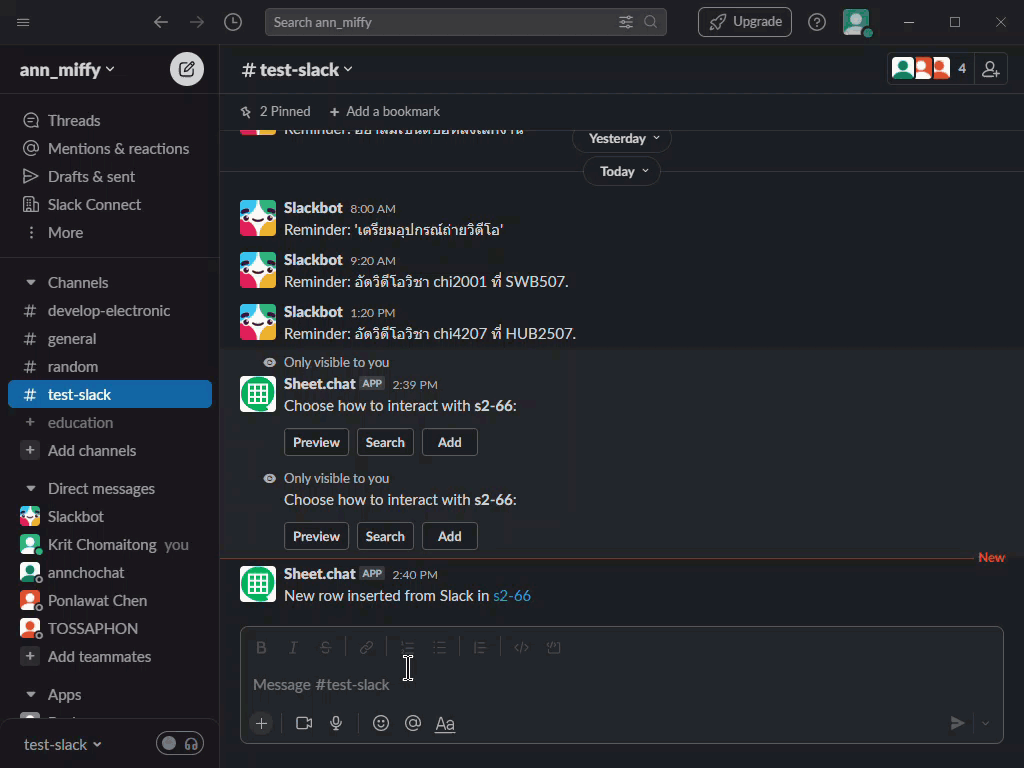 Search ann_miffy
Upgrade
ann_miffy
# test-slack
4
Threads
Mentions & reactions
Drafts & sent
Slack Connect
More
Channels
# develop-electronic
# general
# random
# test-slack
+ education
+ Add channels
Direct messages
Slackbot
Krit Chomaitong you
annchochat
Ponlawat Chen
TOSSAPHON
+ Add teammates
Apps
test-slack
2 Pinned
+ Add a bookmark
Yesterday
Today
Slackbot 8:00 AM
Reminder: 'เตรียมอุปกรณ์ถ่ายวิดีโอ'
Slackbot 9:20 AM
Reminder: อัดวิดีโอวิชา chi2001 ที่ SWB507.
Slackbot 1:20 PM
Reminder: อัดวิดีโอวิชา chi4207 ที่ HUB2507.
Only visible to you
Sheet.chat APP 2:39 PM
Choose how to interact with s2-66:
Preview Search Add
Only visible to you
Choose how to interact with s2-66:
Preview Search Add
New
Sheet.chat APP 2:40 PM
New row inserted from Slack in s2-66
Message #test-slack
Aa